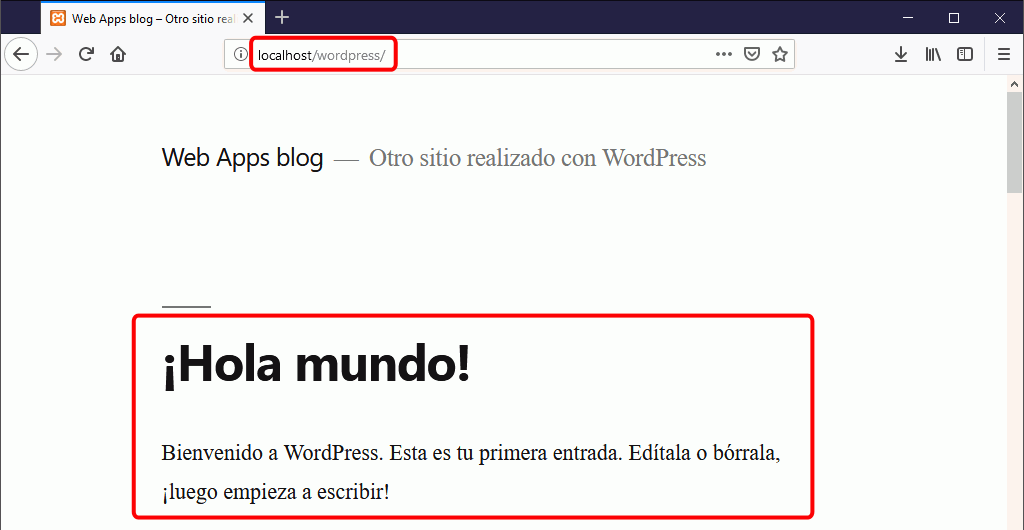 Web Apps blog – Otro sitio real
localhost/wordpress/
Web Apps blog — Otro sitio realizado con WordPress
¡Hola mundo!
Bienvenido a WordPress. Esta es tu primera entrada. Edítala o bórrala,
¡luego empieza a escribir!